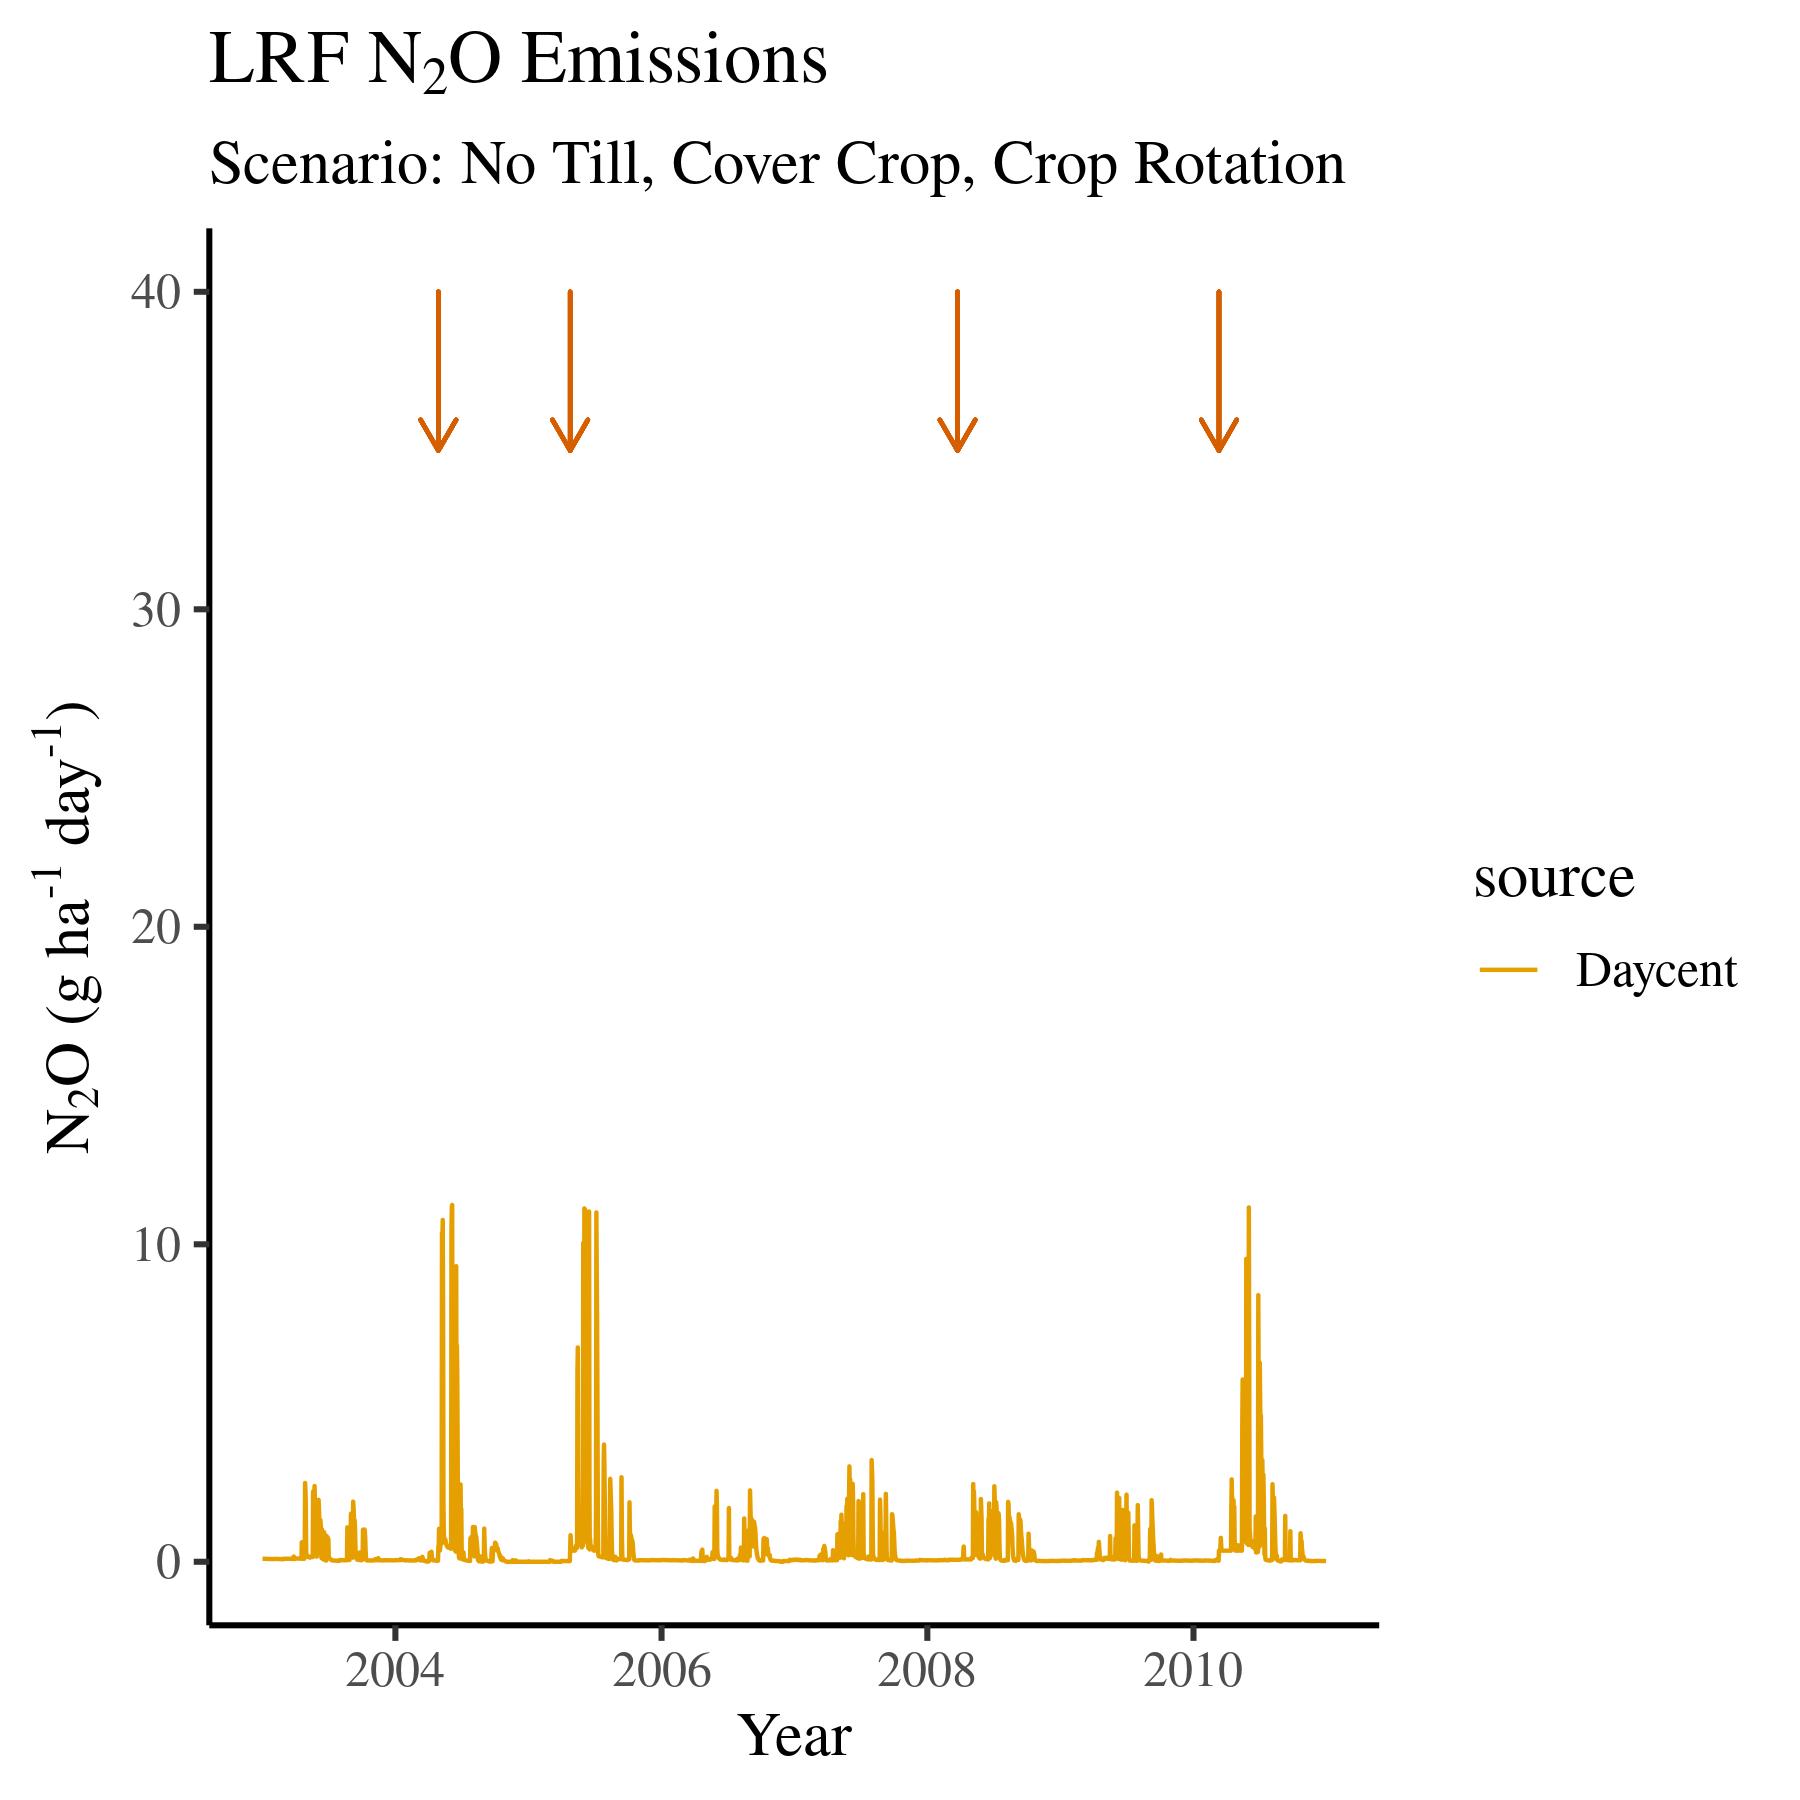 LRF N₂O Emissions
Scenario: No Till, Cover Crop, Crop Rotation
N₂O (g ha⁻¹ day⁻¹)
40
30
20
10
0
2004 2006 2008 2010
Year
source
Daycent